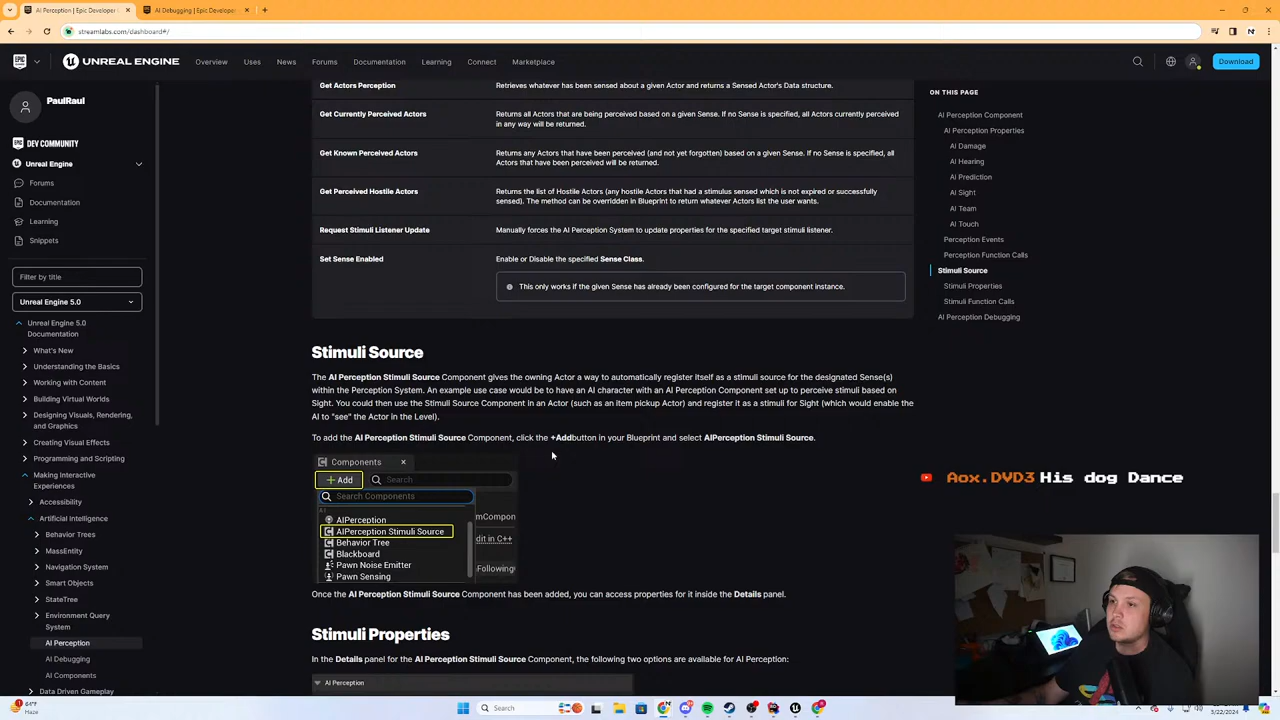 AI Perception | Epic Developer C
AI Debugging | Epic Developer
streamlabs.com/dashboard#/
UNREAL ENGINE
Overview
Uses
News
Forums
Documentation
Learning
Connect
Marketplace
Download
PaulRaul
DEV COMMUNITY
Unreal Engine
Forums
Documentation
Learning
Snippets
Filter by title
Unreal Engine 5.0
Unreal Engine 5.0
Documentation
What's New
Understanding the Basics
Working with Content
Building Virtual Worlds
Designing Visuals, Rendering,
and Graphics
Creating Visual Effects
Programming and Scripting
Making Interactive
Experiences
Accessibility
Artificial Intelligence
Behavior Trees
MassEntity
Navigation System
Smart Objects
StateTree
Environment Query
System
AI Perception
AI Debugging
AI Components
Data Driven Gameplay
Get Actors Perception
Retrieves whatever has been sensed about a given Actor and returns a Sensed Actor's Data structure.
Get Currently Perceived Actors
Returns all Actors that are being perceived based on a given Sense. If no Sense is specified, all Actors currently perceived
in any way will be returned.
Get Known Perceived Actors
Returns any Actors that have been perceived (and not yet forgotten) based on a given Sense. If no Sense is specified, all
Actors that have been perceived will be returned.
Get Perceived Hostile Actors
Returns the list of Hostile Actors (any hostile Actors that had a stimulus sensed which is not expired or successfully
sensed). The method can be overridden in Blueprint to return whatever Actors list the user wants.
Request Stimuli Listener Update
Manually forces the AI Perception System to update properties for the specified target stimuli listener.
Set Sense Enabled
Enable or Disable the specified Sense Class.
This only works if the given Sense has already been configured for the target component instance.
Stimuli Source
The AI Perception Stimuli Source Component gives the owning Actor a way to automatically register itself as a stimuli source for the designated Sense(s)
within the Perception System. An example use case would be to have an AI character with an AI Perception Component set up to perceive stimuli based on
Sight. You could then use the Stimuli Source Component in an Actor (such as an item pickup Actor) and register it as a stimuli for Sight (which would enable the
AI to "see" the Actor in the Level).
To add the AI Perception Stimuli Source Component, click the +Addbutton in your Blueprint and select AIPerception Stimuli Source.
Components
Add
Search
Search Components
AI
AIPerception
AIPerception Stimuli Source
Behavior Tree
Blackboard
Pawn Noise Emitter
Pawn Sensing
mCompon
dit in C++
Following
Once the AI Perception Stimuli Source Component has been added, you can access properties for it inside the Details panel.
Stimuli Properties
In the Details panel for the AI Perception Stimuli Source Component, the following two options are available for AI Perception:
AI Perception
ON THIS PAGE
AI Perception Component
AI Perception Properties
AI Damage
AI Hearing
AI Prediction
AI Sight
AI Team
AI Touch
Perception Events
Perception Function Calls
Stimuli Source
Stimuli Properties
Stimuli Function Calls
AI Perception Debugging
Aox.DVD3 His dog Dance
64°F
Haze
Search
5/22/2024